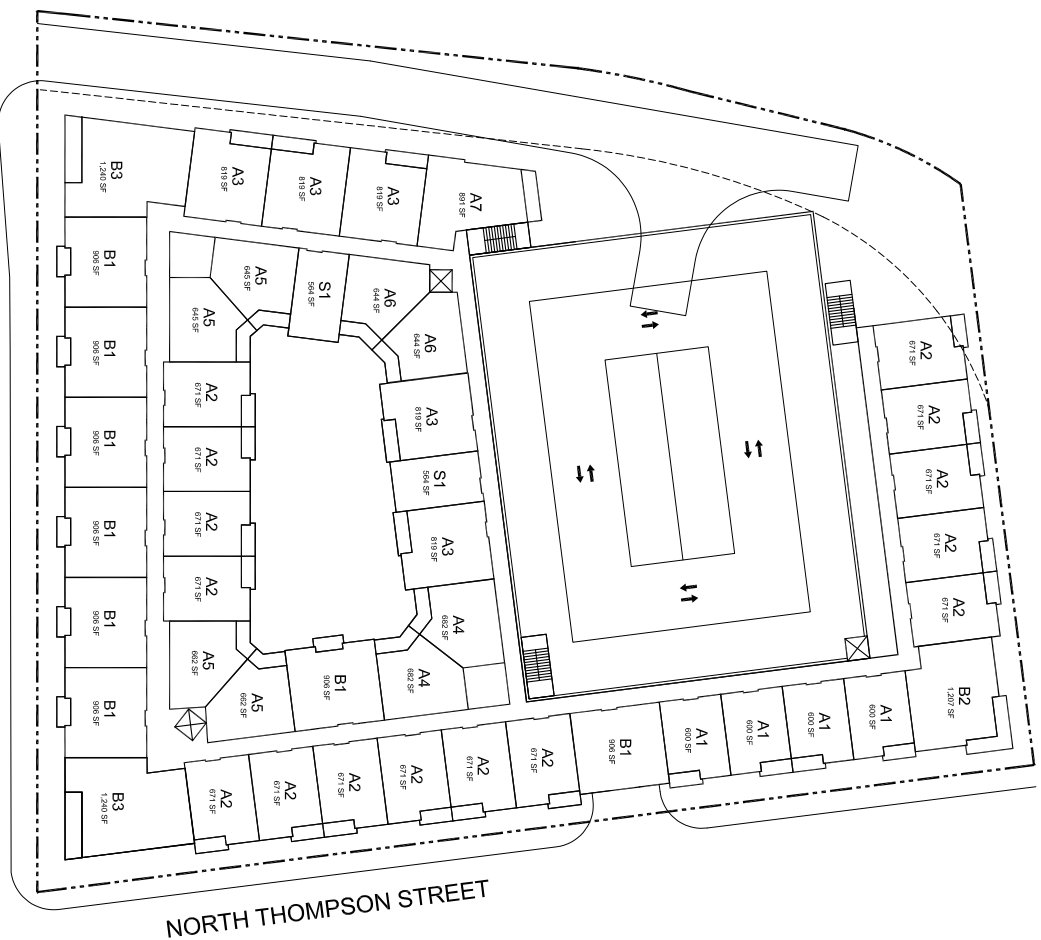 B3
1,240 SF
A3
819 SF
A3
819 SF
A3
819 SF
A7
891 SF
B1
906 SF
A5
645 SF
S1
564 SF
A6
644 SF
A5
645 SF
A6
644 SF
B1
906 SF
A2
671 SF
A3
819 SF
B1
906 SF
A2
671 SF
S1
564 SF
A2
671 SF
A3
819 SF
B1
906 SF
A2
671 SF
B1
906 SF
A5
662 SF
A4
682 SF
A5
662 SF
B1
906 SF
A4
682 SF
B1
906 SF
A2
671 SF
A2
671 SF
A2
671 SF
A2
671 SF
A2
671 SF
B2
1,207 SF
B3
1,240 SF
A2
671 SF
A2
671 SF
A2
671 SF
A2
671 SF
A2
671 SF
A2
671 SF
B1
906 SF
A1
600 SF
A1
600 SF
A1
600 SF
A1
600 SF
NORTH THOMPSON STREET